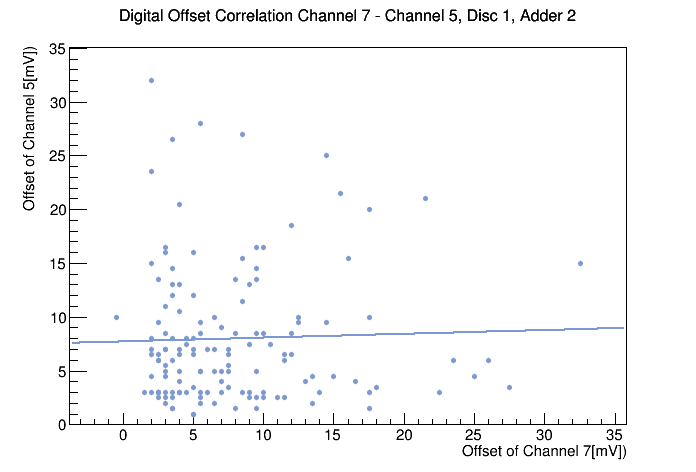 Digital Offset Correlation Channel 7 - Channel 5, Disc 1, Adder 2
Offset of Channel 5[mV])
35
30
25
20
15
10
5
0
0 5 10 15 20 25 30 35
Offset of Channel 7[mV])